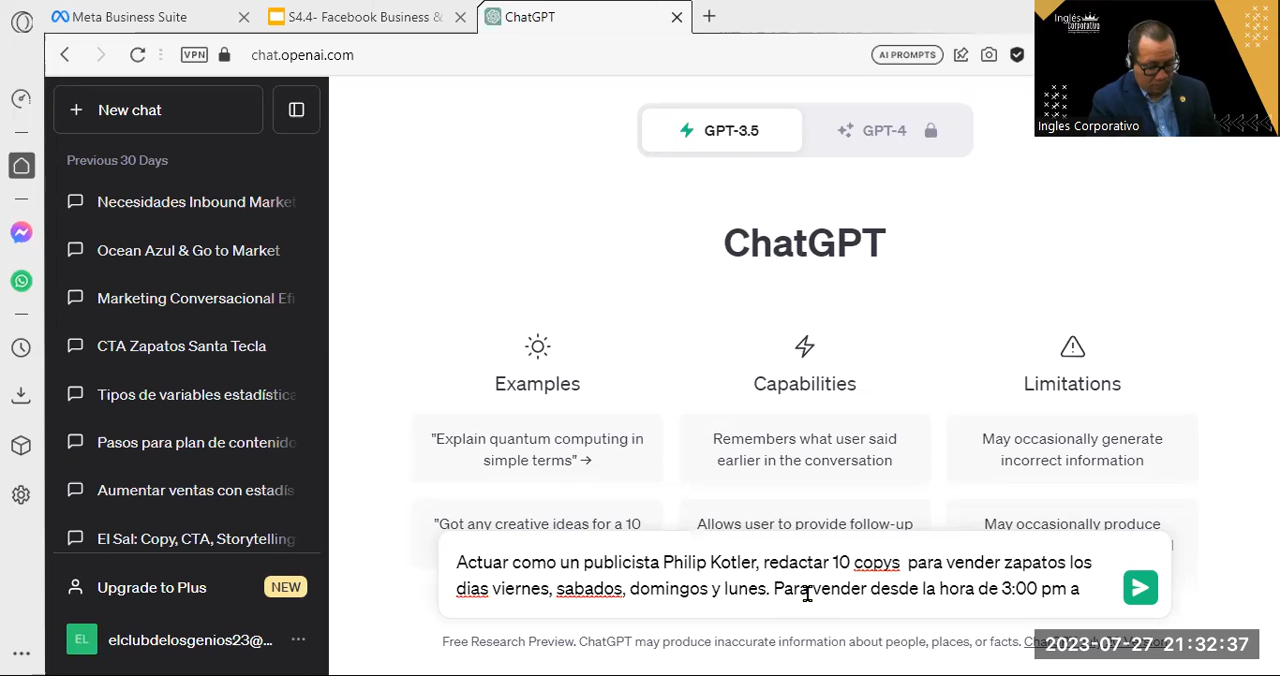 Meta Business Suite
S4.4- Facebook Business &
ChatGPT
VPN
chat.openai.com
AI PROMPTS
Inglés
Corporativo
Ingles Corporativo
New chat
Previous 30 Days
Necesidades Inbound Market
Ocean Azul & Go to Market
Marketing Conversacional Efi
CTA Zapatos Santa Tecla
Tipos de variables estadística
Pasos para plan de contenido
Aumentar ventas con estadís
El Sal: Copy, CTA, Storytelling
Upgrade to Plus
NEW
EL
elclubdelosgenios23@...
GPT-3.5
GPT-4
ChatGPT
Examples
Capabilities
Limitations
"Explain quantum computing in
simple terms" →
Remembers what user said
earlier in the conversation
May occasionally generate
incorrect information
"Got any creative ideas for a 10
Allows user to provide follow-up
May occasionally produce
Actuar como un publicista Philip Kotler, redactar 10 copys para vender zapatos los
dias viernes, sabados, domingos y lunes. Para vender desde la hora de 3:00 pm a
Free Research Preview. ChatGPT may produce inaccurate information about people, places, or facts.
2023-07-27 21:32:37